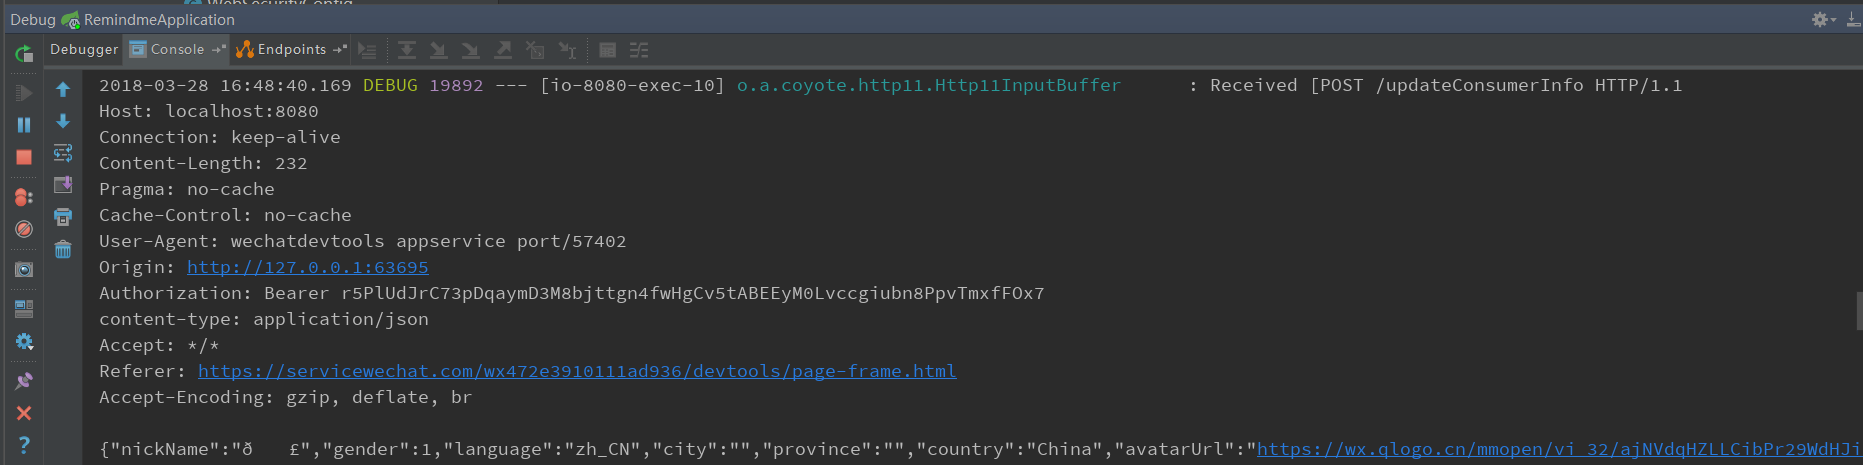 WebSecurityConfig
Debug RemindmeApplication
Debugger Console Endpoints
2018-03-28 16:48:40.169 DEBUG 19892 --- [io-8080-exec-10] o.a.coyote.http11.Http11InputBuffer : Received [POST /updateConsumerInfo HTTP/1.1
Host: localhost:8080
Connection: keep-alive
Content-Length: 232
Pragma: no-cache
Cache-Control: no-cache
User-Agent: wechatdevtools appservice port/57402
Origin: http://127.0.0.1:63695
Authorization: Bearer r5PlUdJrC73pDqaymD3M8bjttgn4fwHgCv5tABEEyM0Lvccgiubn8PpvTmxfFOx7
content-type: application/json
Accept: */*
Referer: https://servicewechat.com/wx472e3910111ad936/devtools/page-frame.html
Accept-Encoding: gzip, deflate, br
{"nickName":"ð £","gender":1,"language":"zh_CN","city":"","province":"","country":"China","avatarUrl":"https://wx.qlogo.cn/mmopen/vi_32/ajNVdqHZLLCibPr29WdHJi